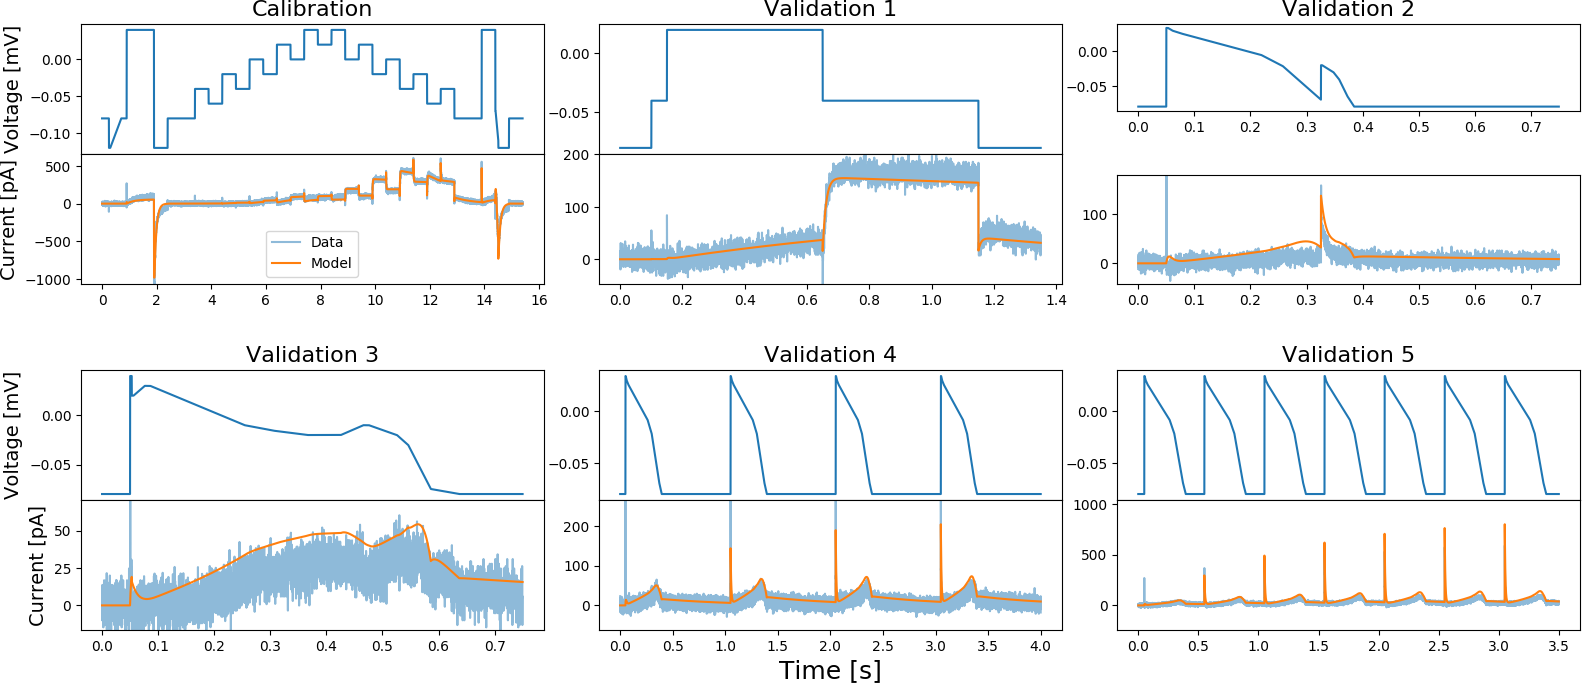 Calibration
Validation 1
Validation 2
Voltage [mV]
0.00
−0.05
−0.10
0.00
−0.05
0.00
−0.05
0.0 0.1 0.2 0.3 0.4 0.5 0.6 0.7
Current [pA]
500
0
−500
−1000
Data
Model
0 2 4 6 8 10 12 14 16
200
100
0
0.0 0.2 0.4 0.6 0.8 1.0 1.2 1.4
100
0
0.0 0.1 0.2 0.3 0.4 0.5 0.6 0.7
Validation 3
Validation 4
Validation 5
Voltage [mV]
0.00
−0.05
0.00
−0.05
0.00
−0.05
Current [pA]
50
25
0
0.0 0.1 0.2 0.3 0.4 0.5 0.6 0.7
200
100
0
0.0 0.5 1.0 1.5 2.0 2.5 3.0 3.5 4.0
1000
500
0
0.0 0.5 1.0 1.5 2.0 2.5 3.0 3.5
Time [s]